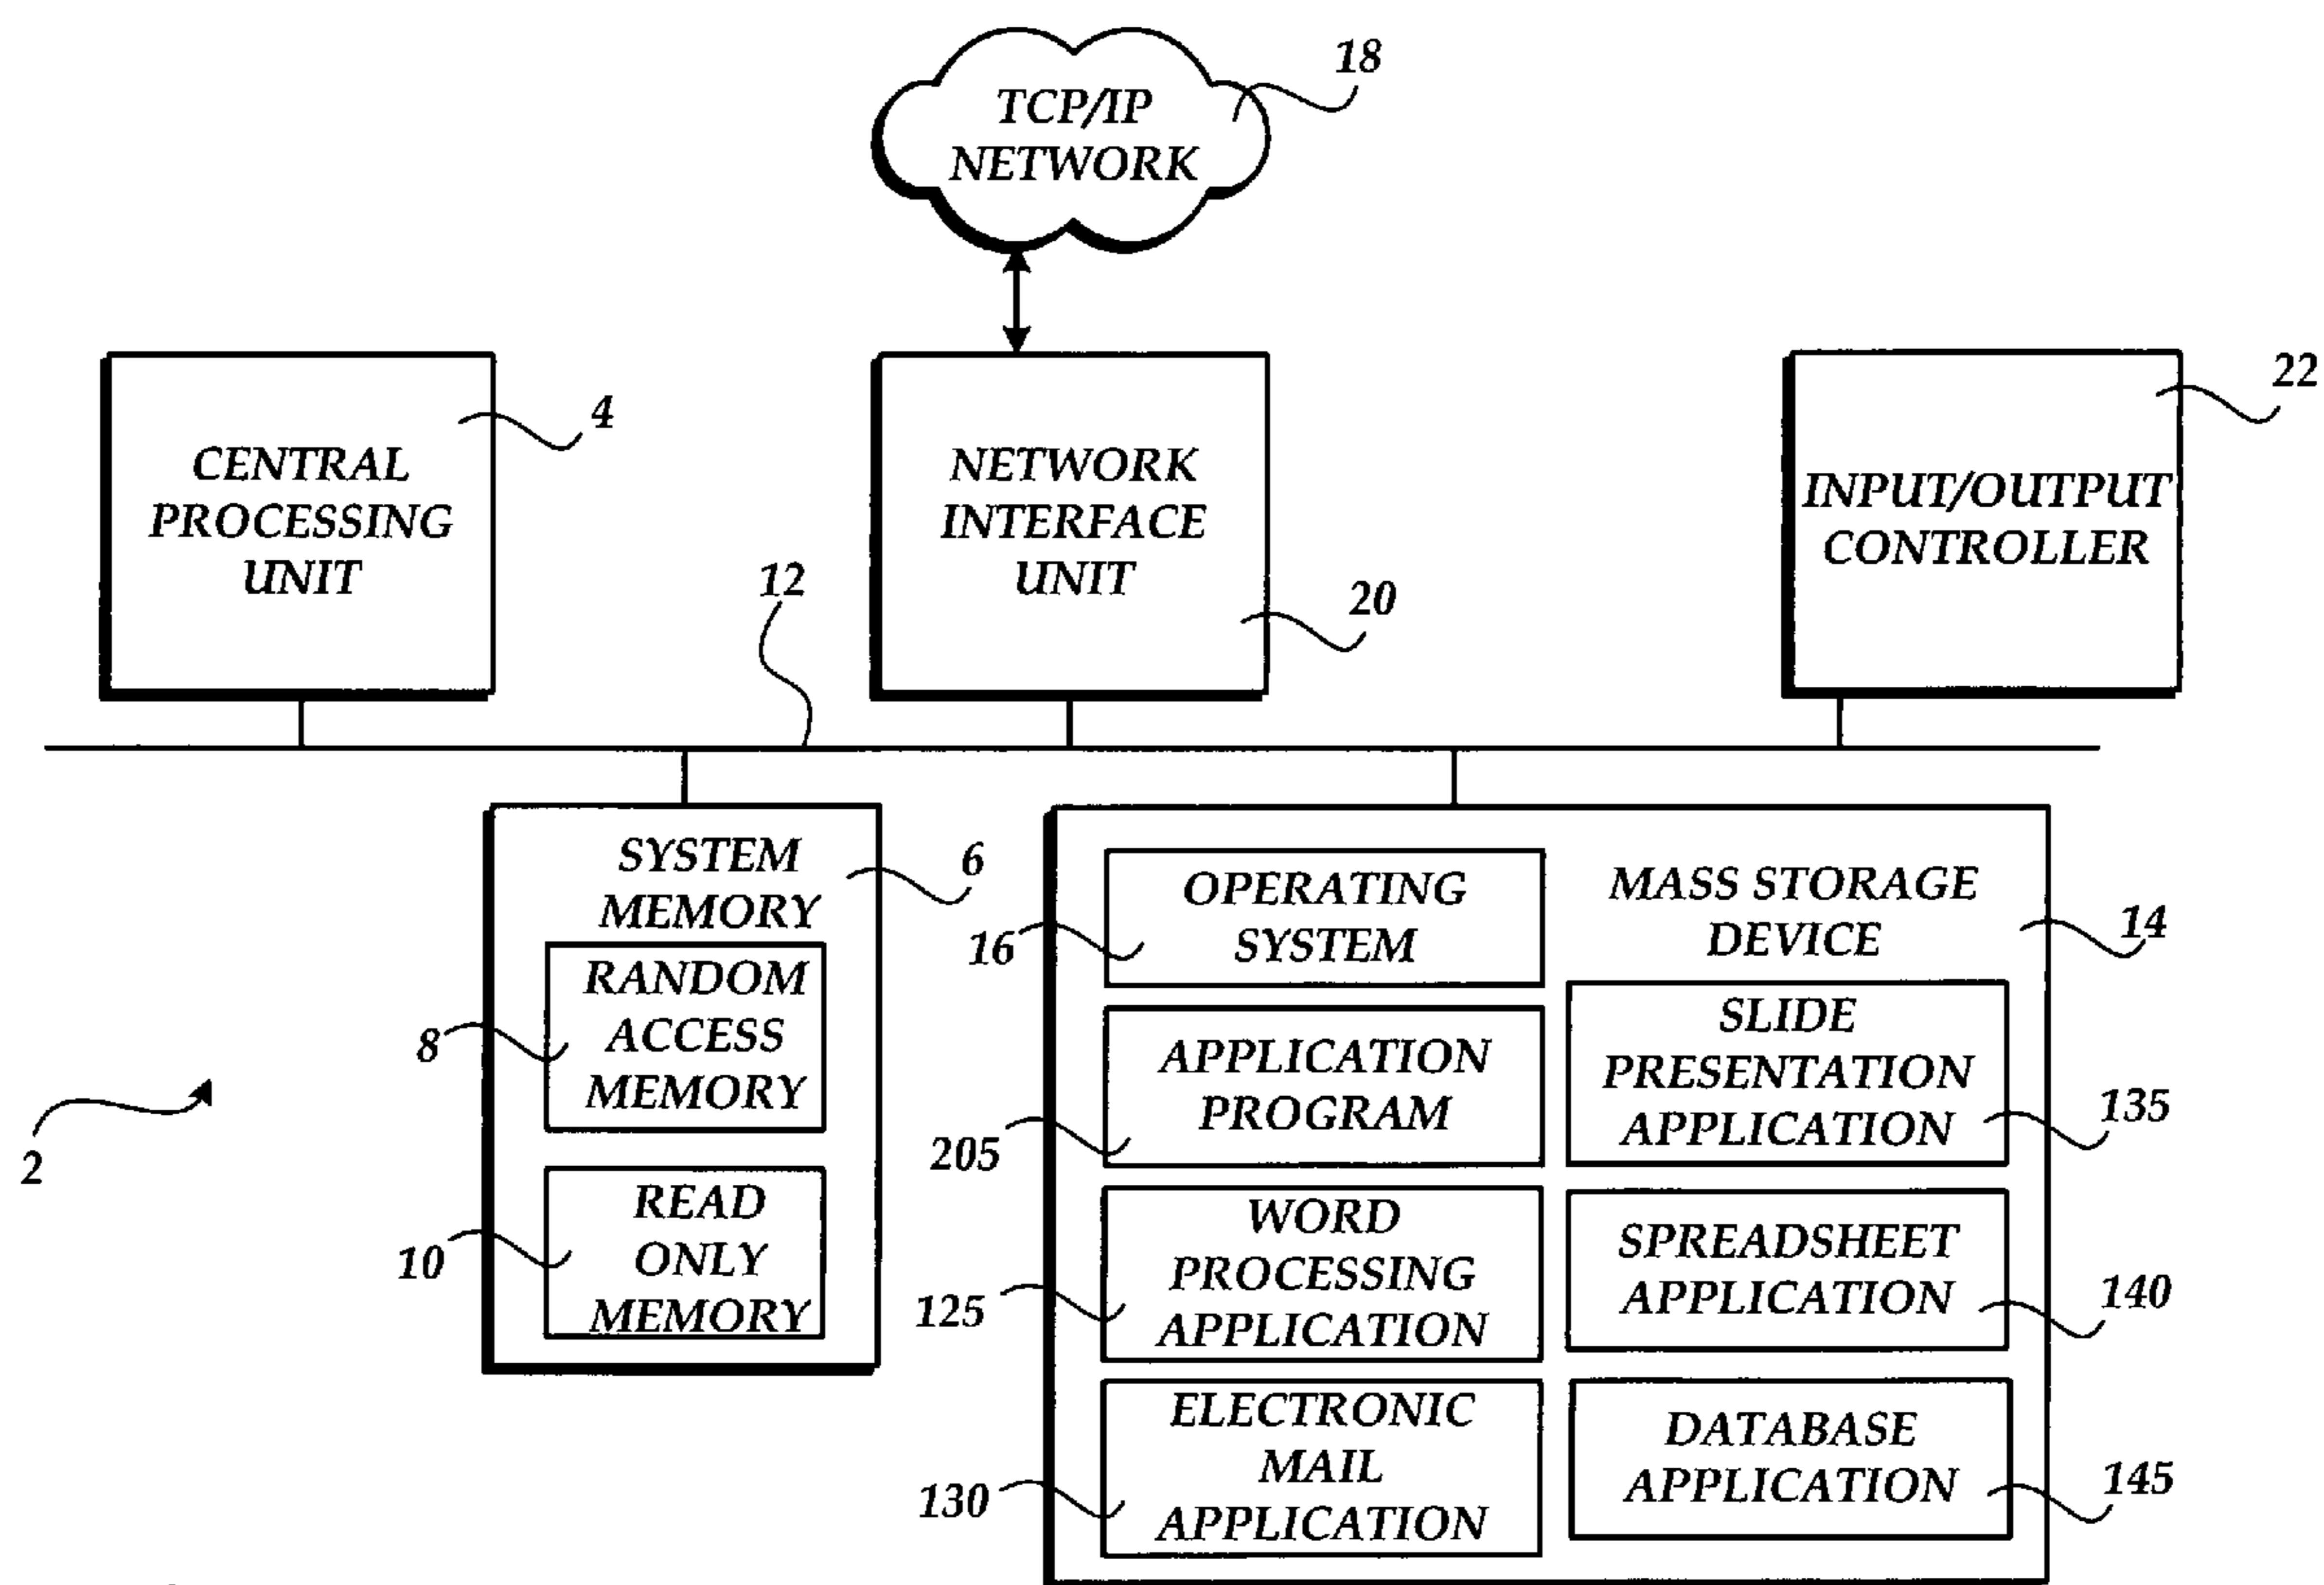 18
TCP/IP
NETWORK
4
CENTRAL
PROCESSING
UNIT
NETWORK
INTERFACE
UNIT
20
22
INPUT/OUTPUT
CONTROLLER
12
SYSTEM
MEMORY
6
RANDOM
ACCESS
MEMORY
8
READ
ONLY
MEMORY
10
2
MASS STORAGE
DEVICE
14
OPERATING
SYSTEM
16
APPLICATION
PROGRAM
205
WORD
PROCESSING
APPLICATION
125
ELECTRONIC
MAIL
APPLICATION
130
SLIDE
PRESENTATION
APPLICATION
135
SPREADSHEET
APPLICATION
140
DATABASE
APPLICATION
145